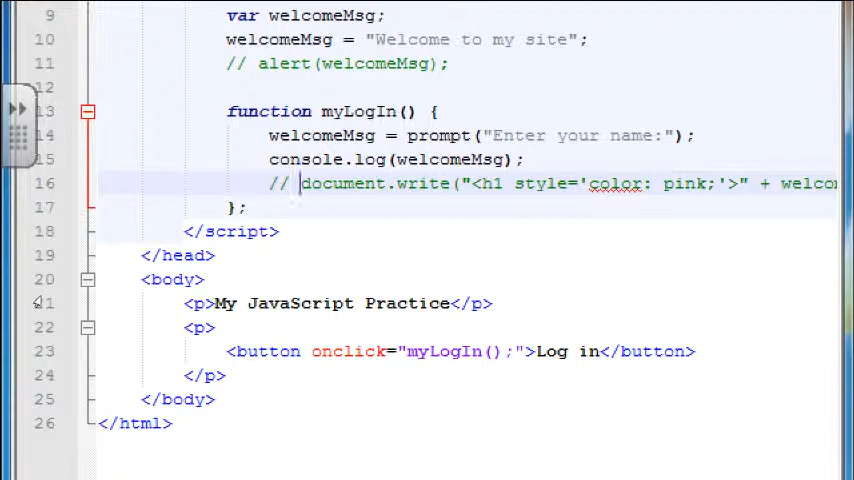 9 var welcomeMsg;
10 welcomeMsg = "Welcome to my site";
11 // alert(welcomeMsg);
12
13 function myLogIn() {
14 welcomeMsg = prompt("Enter your name:");
15 console.log(welcomeMsg);
16 // document.write("<h1 style='color: pink;'>" + welcom
17 };
18 </script>
19 </head>
20 <body>
21 <p>My JavaScript Practice</p>
22 <p>
23 <button onclick="myLogIn();">Log in</button>
24 </p>
25 </body>
26 </html>